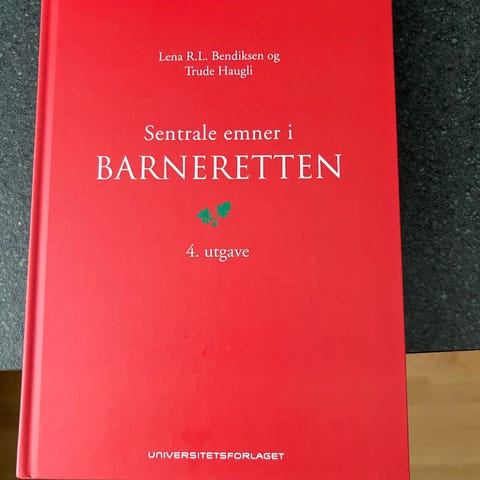 Lena R.L. Bendiksen og
Trude Haugli
Sentrale emner i
BARNERETTEN
4. utgave
UNIVERSITETSFORLAGET